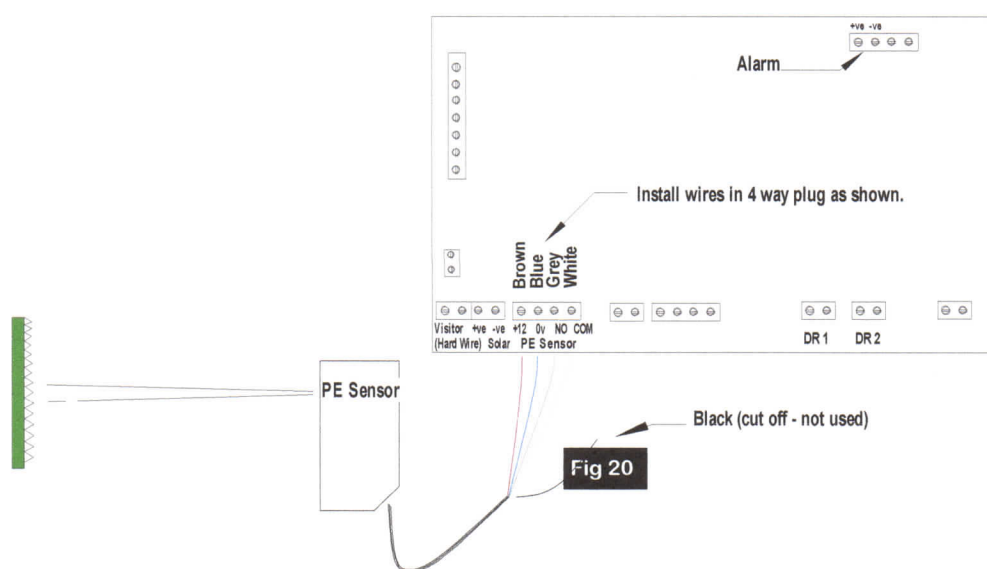 +ve -ve
Alarm
Install wires in 4 way plug as shown.
Brown
Blue
Grey
White
Visitor +ve -ve +12 0v NO COM
(Hard Wire) Solar PE Sensor
DR 1 DR 2
PE Sensor
Black (cut off - not used)
Fig 20